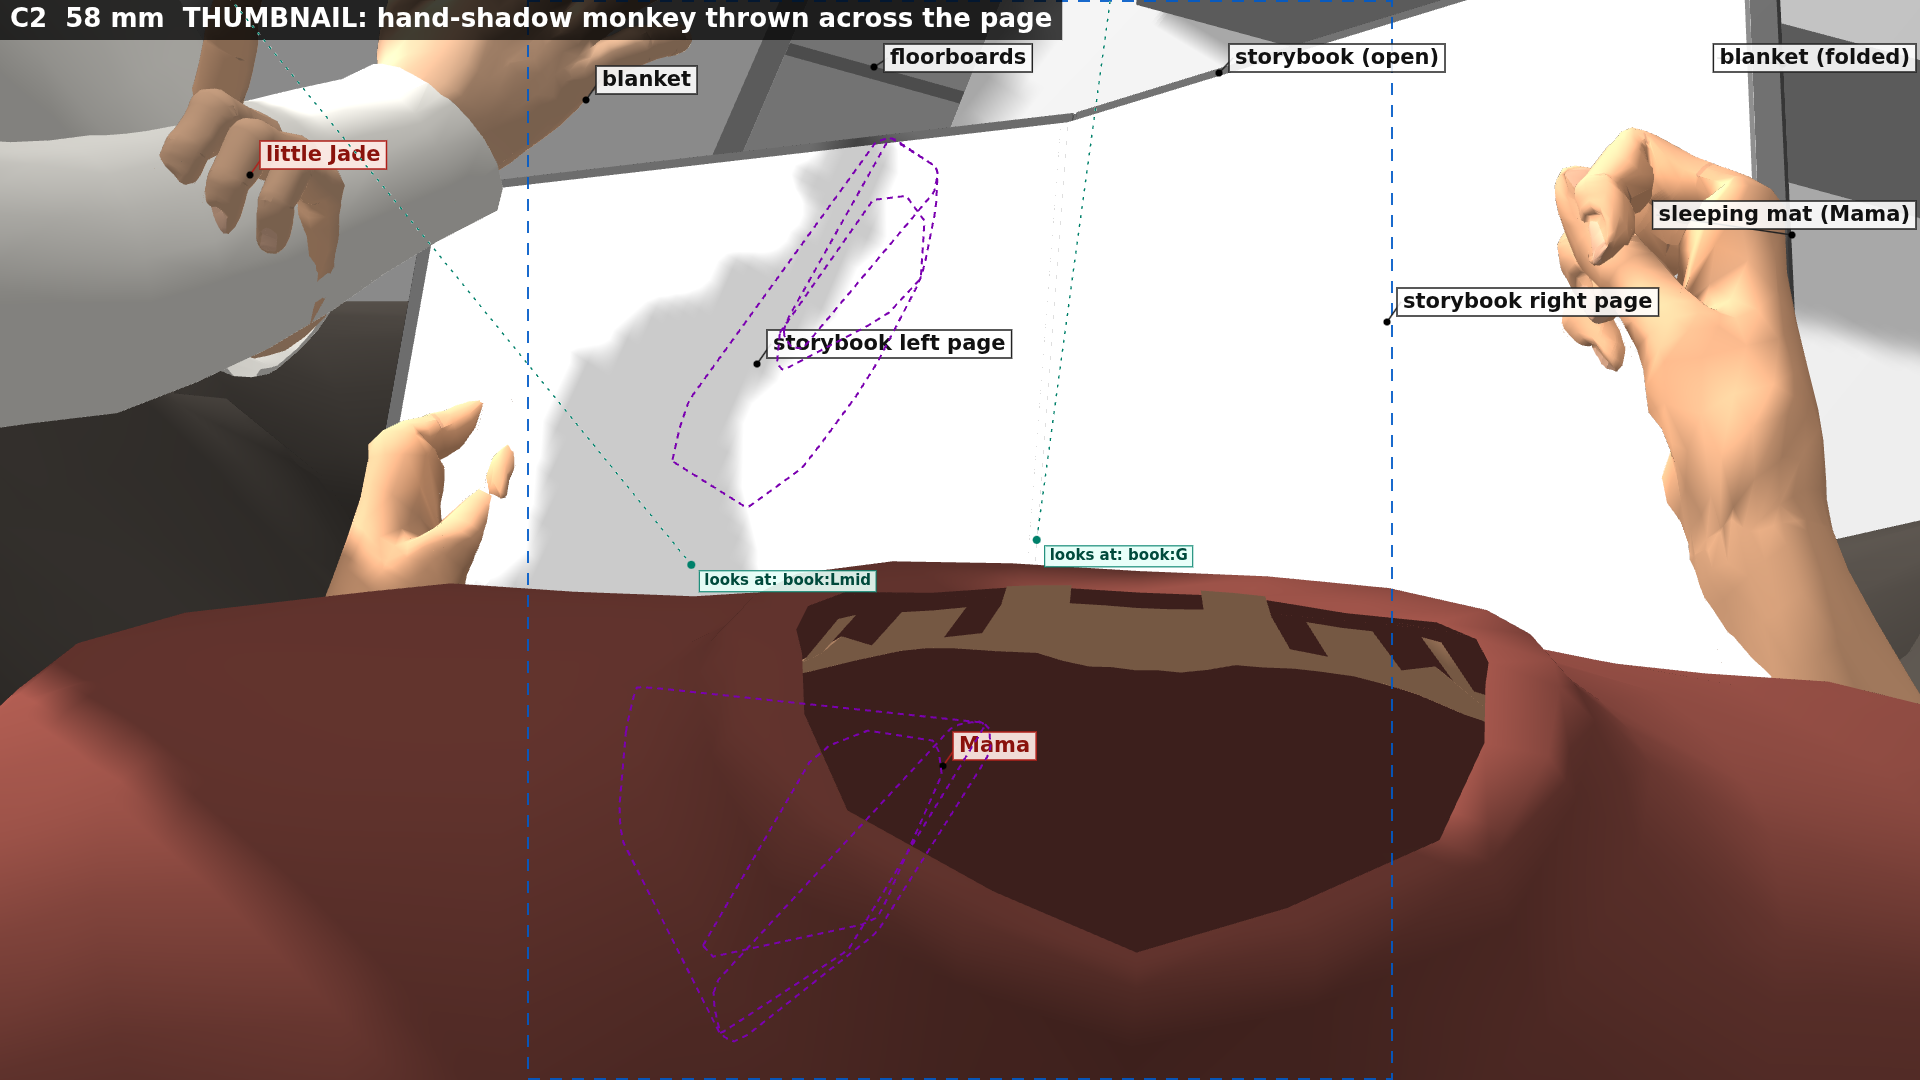 C2 58 mm THUMBNAIL: hand-shadow monkey thrown across the page
floorboards
storybook (open)
blanket (folded)
blanket
little Jade
sleeping mat (Mama)
storybook right page
storybook left page
looks at: book:G
looks at: book:Lmid
Mama